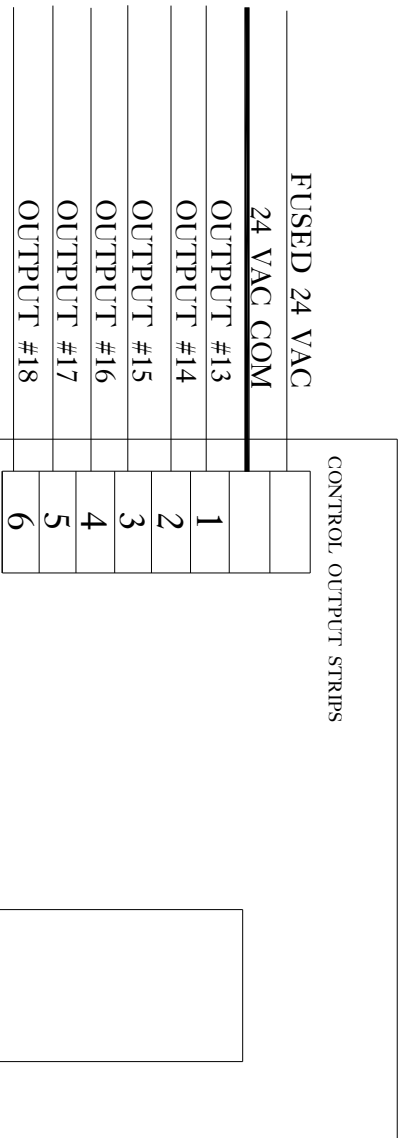 CONTROL OUTPUT STRIPS
FUSED 24 VAC
24 VAC COM
OUTPUT #13
1
OUTPUT #14
2
OUTPUT #15
3
OUTPUT #16
4
OUTPUT #17
5
OUTPUT #18
6